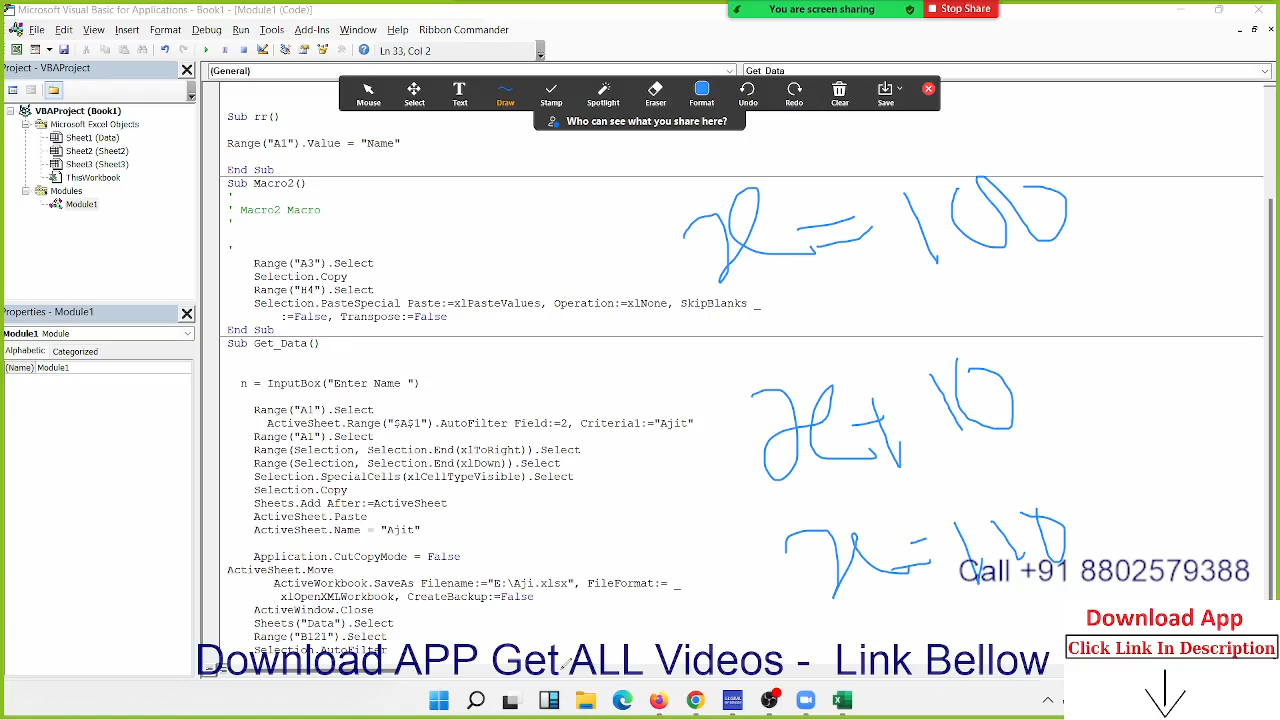 Microsoft Visual Basic for Applications - Book1 - [Module1 (Code)]
You are screen sharing
Stop Share
File Edit View Insert Format Debug Run Tools Add-Ins Window Help Ribbon Commander
Ln 33, Col 2
Project - VBAProject
(General)
Get_Data
Mouse Select Text Draw Stamp Spotlight Eraser Format Undo Redo Clear Save
Who can see what you share here?
VBAProject (Book1)
Microsoft Excel Objects
Sheet1 (Data)
Sheet2 (Sheet2)
Sheet3 (Sheet3)
ThisWorkbook
Modules
Module1
Properties - Module1
Module1 Module
Alphabetic Categorized
(Name) Module1
Sub rr()
Range("A1").Value = "Name"
End Sub
Sub Macro2()
'
' Macro2 Macro
'
'
Range("A3").Select
Selection.Copy
Range("H4").Select
Selection.PasteSpecial Paste:=xlPasteValues, Operation:=xlNone, SkipBlanks _
:=False, Transpose:=False
End Sub
Sub Get_Data()
n = InputBox("Enter Name ")
Range("A1").Select
ActiveSheet.Range("$A$1").AutoFilter Field:=2, Criteria1:="Ajit"
Range("A1").Select
Range(Selection, Selection.End(xlToRight)).Select
Range(Selection, Selection.End(xlDown)).Select
Selection.SpecialCells(xlCellTypeVisible).Select
Selection.Copy
Sheets.Add After:=ActiveSheet
ActiveSheet.Paste
ActiveSheet.Name = "Ajit"
Application.CutCopyMode = False
ActiveSheet.Move
ActiveWorkbook.SaveAs Filename:="E:\Aji.xlsx", FileFormat:= _
xlOpenXMLWorkbook, CreateBackup:=False
ActiveWindow.Close
Sheets("Data").Select
Range("B121").Select
Selection.AutoFilter
x = 100
x + 10
x = 110
Call +91 8802579388
Download App
Click Link In Description
Download APP Get ALL Videos - Link Bellow